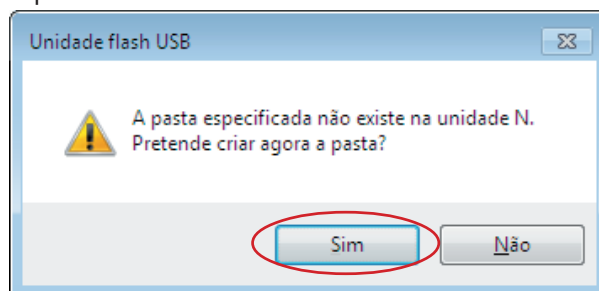 Unidade flash USB
A pasta especificada não existe na unidade N.
Pretende criar agora a pasta?
Sim
Não